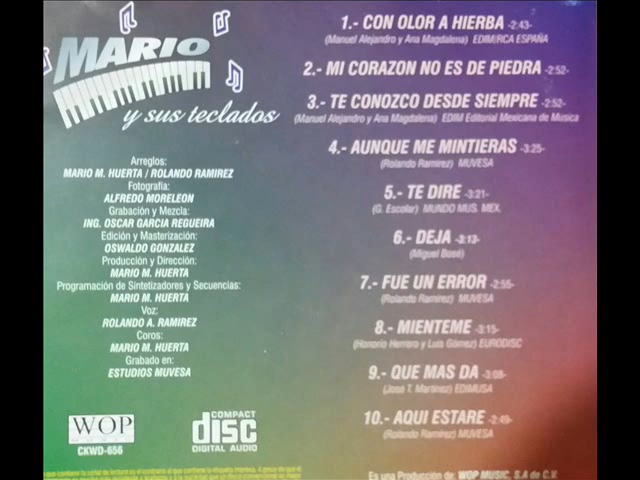 MARIO
y sus teclados
Arreglos:
MARIO M. HUERTA / ROLANDO RAMIREZ
Fotografía:
ALFREDO MORELEON
Grabación y Mezcla:
ING. OSCAR GARCIA REGUEIRA
Edición y Masterización:
OSWALDO GONZALEZ
Producción y Dirección:
MARIO M. HUERTA
Programación de Sintetizadores y Secuencias:
MARIO M. HUERTA
Voz:
ROLANDO A. RAMIREZ
Coros:
MARIO M. HUERTA
Grabado en:
ESTUDIOS MUVESA
WOP
CKWD-656
COMPACT
disc
DIGITAL AUDIO
1.- CON OLOR A HIERBA -2:43-
(Manuel Alejandro y Ana Magdalena) EDIM/RCA ESPAÑA
2.- MI CORAZON NO ES DE PIEDRA -2:52-
3.- TE CONOZCO DESDE SIEMPRE -2:52-
(Manuel Alejandro y Ana Magdalena) EDIM Editorial Mexicana de Musica
4.- AUNQUE ME MINTIERAS -3:25-
(Rolando Ramirez) MUVESA
5.- TE DIRE -3:21-
(G. Escolar) MUNDO MUS. MEX.
6.- DEJA -3:13-
(Miguel Bosé)
7.- FUE UN ERROR -2:55-
(Rolando Ramirez) MUVESA
8.- MIENTEME -3:15-
(Honorio Herrero y Luis Gómez) EURODISC
9.- QUE MAS DA -3:08-
(José T. Martinez) EDIMUSA
10.- AQUI ESTARE -2:49-
(Rolando Ramirez) MUVESA
Es una Producción de: WOP MUSIC, S.A de C.V.